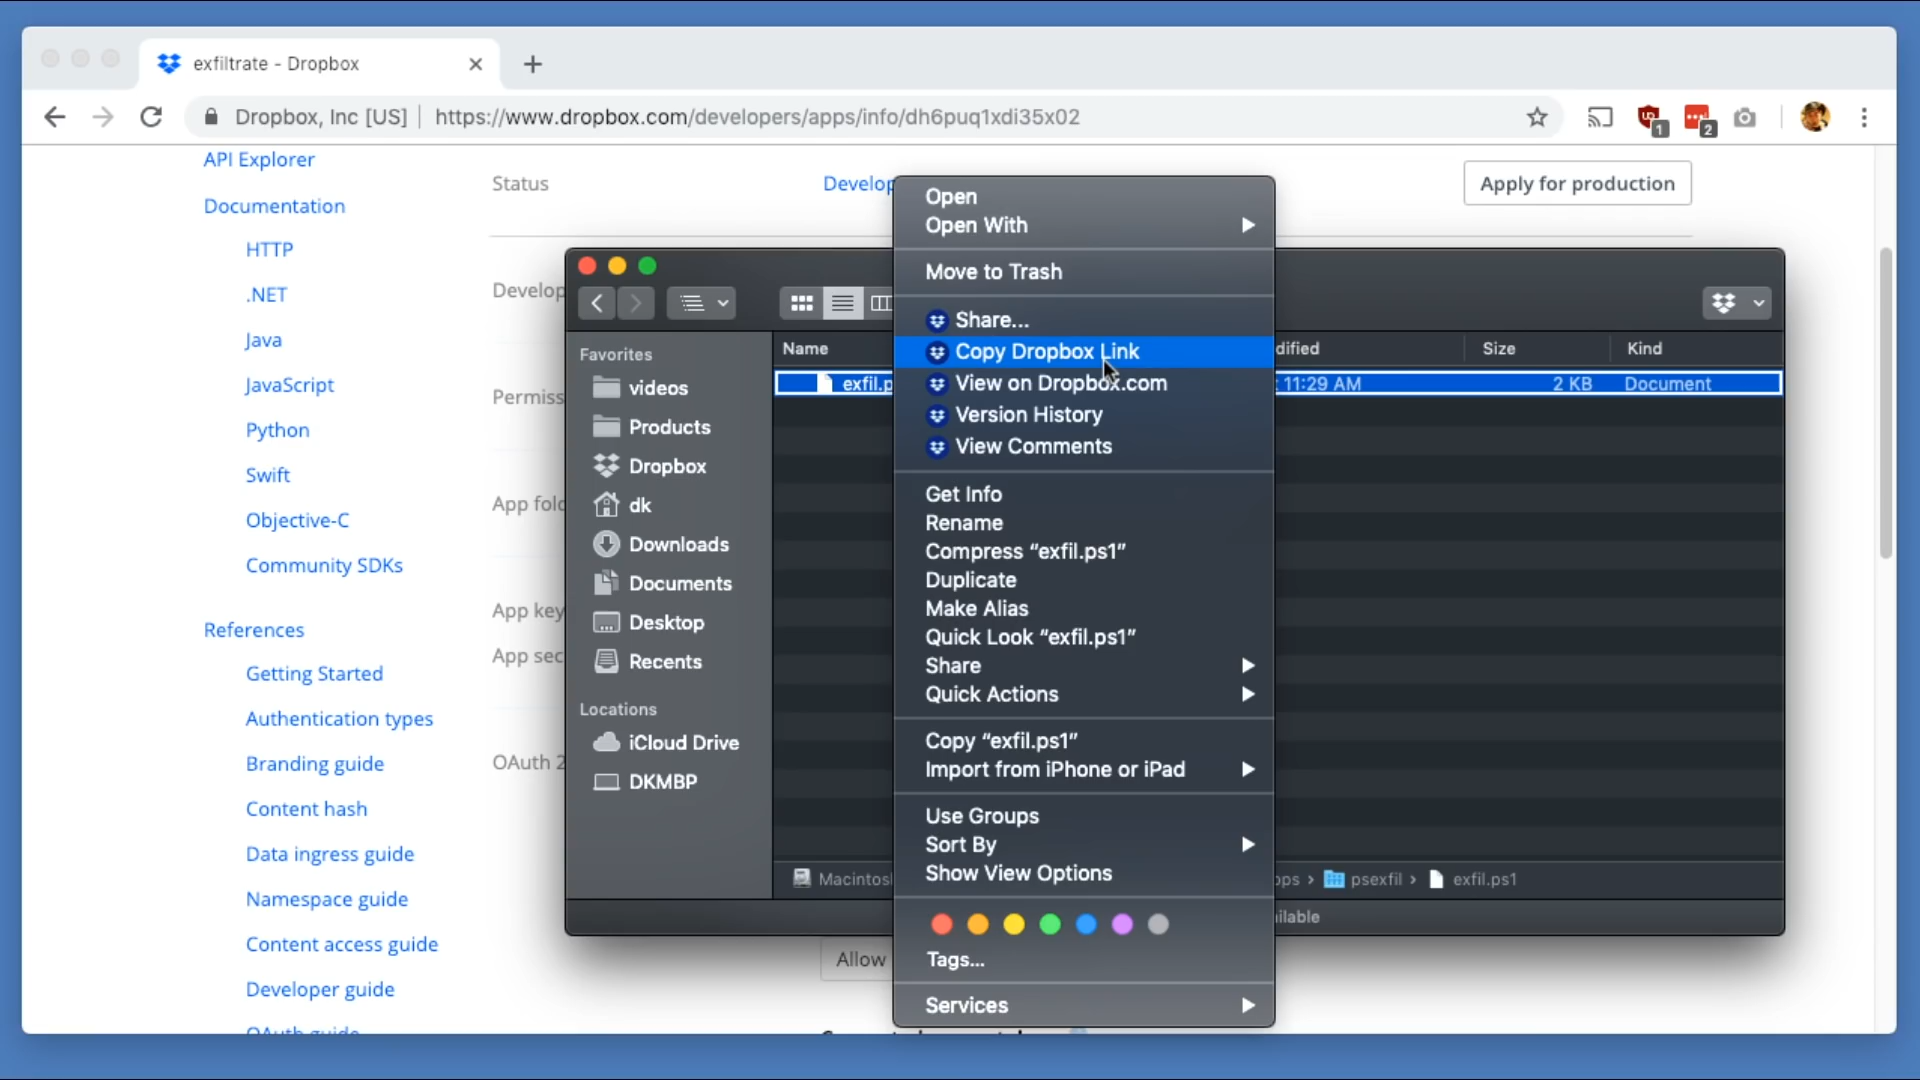 exfiltrate - Dropbox
Dropbox, Inc [US] https://www.dropbox.com/developers/apps/info/dh6puq1xdi35x02
1
2
API Explorer
Documentation
HTTP
.NET
Java
JavaScript
Python
Swift
Objective-C
Community SDKs
References
Getting Started
Authentication types
Branding guide
Content hash
Data ingress guide
Namespace guide
Content access guide
Developer guide
OAuth guide
Status
Develop
Apply for production
Develop
Permiss
App fold
App key
App sec
OAuth 2
Allow
Favorites
videos
Products
Dropbox
dk
Downloads
Documents
Desktop
Recents
Locations
iCloud Drive
DKMBP
Name
dified
Size
Kind
exfil.p
11:29 AM
2 KB
Document
Macintosh
ops › psexfil › exfil.ps1
ilable
Open
Open With
Move to Trash
Share...
Copy Dropbox Link
View on Dropbox.com
Version History
View Comments
Get Info
Rename
Compress “exfil.ps1”
Duplicate
Make Alias
Quick Look “exfil.ps1”
Share
Quick Actions
Copy “exfil.ps1”
Import from iPhone or iPad
Use Groups
Sort By
Show View Options
Tags...
Services